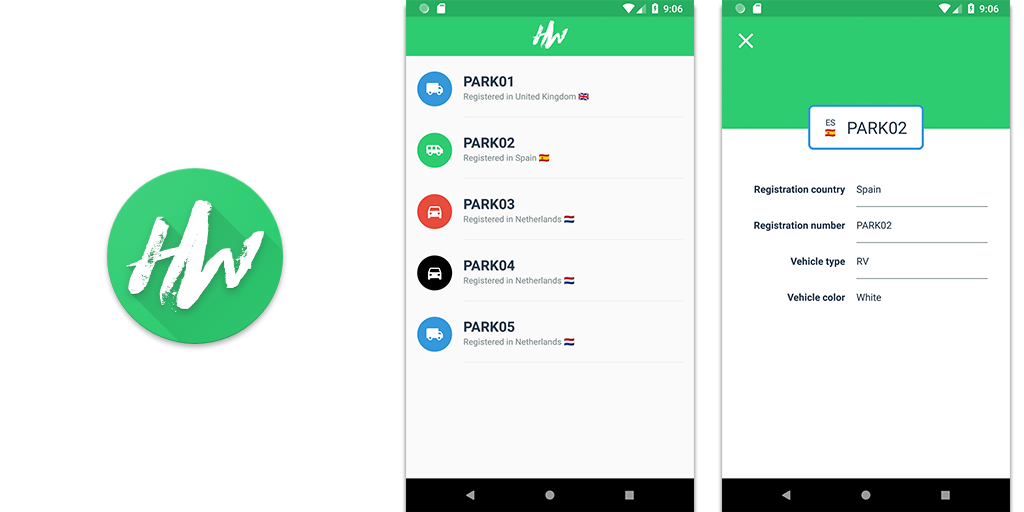 HW
9:06
HW
PARK01
Registered in United Kingdom 🇬🇧
PARK02
Registered in Spain 🇪🇸
PARK03
Registered in Netherlands 🇳🇱
PARK04
Registered in Netherlands 🇳🇱
PARK05
Registered in Netherlands 🇳🇱
9:06
ES
🇪🇸
PARK02
Registration country Spain
Registration number PARK02
Vehicle type RV
Vehicle color White